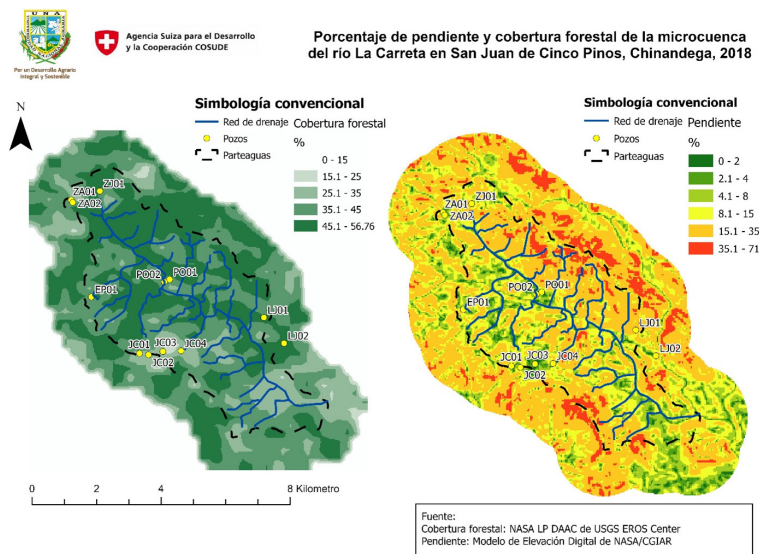 UNA
Por un Desarrollo Agrario
Integral y Sostenible
Agencia Suiza para el Desarrollo
y la Cooperación COSUDE
Porcentaje de pendiente y cobertura forestal de la microcuenca
del río La Carreta en San Juan de Cinco Pinos, Chinandega, 2018
N
Simbología convencional
Red de drenaje
Pozos
Parteaguas
Cobertura forestal
%
0 - 15
15.1 - 25
25.1 - 35
35.1 - 45
45.1 - 56.76
ZA01
ZJ01
ZA02
PO02
PO01
EP01
LJ01
LJ02
JC01
JC03
JC04
JC02
0
2
4
6
8 Kilometro
Simbología convencional
Red de drenaje
Pozos
Parteaguas
Pendiente
%
0 - 2
2.1 - 4
4.1 - 8
8.1 - 15
15.1 - 35
35.1 - 71
ZA01
ZJ01
ZA02
PO02
PO01
EP01
LJ01
LJ02
JC01
JC03
JC04
JC02
Fuente:
Cobertura forestal: NASA LP DAAC de USGS EROS Center
Pendiente: Modelo de Elevación Digital de NASA/CGIAR